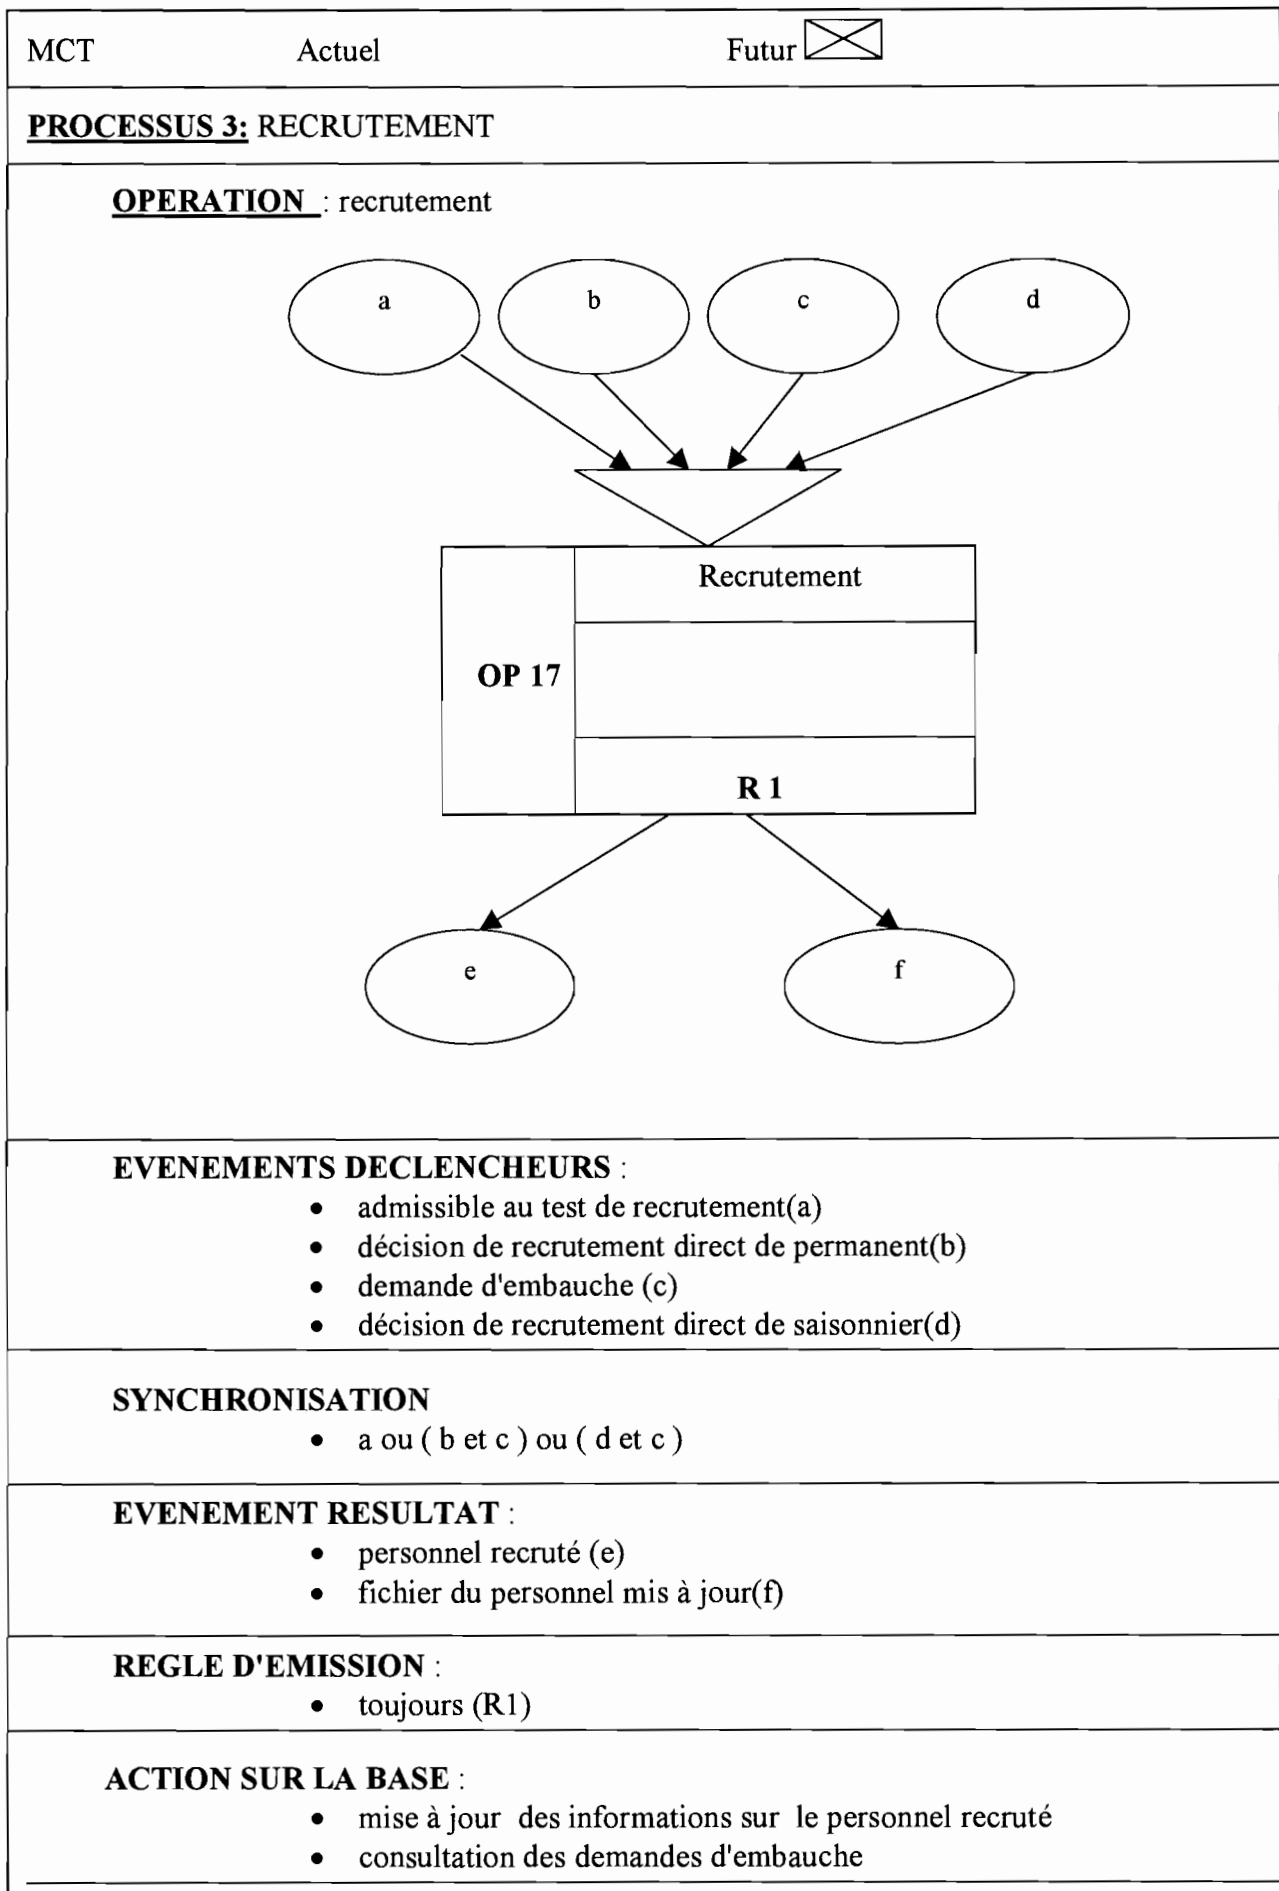 MCT Actuel Futur
PROCESSUS 3: RECRUTEMENT
OPERATION : recrutement
a b c d
Recrutement
OP 17
R 1
e f
EVENEMENTS DECLENCHEURS :
• admissible au test de recrutement(a)
• décision de recrutement direct de permanent(b)
• demande d'embauche (c)
• décision de recrutement direct de saisonnier(d)
SYNCHRONISATION
• a ou ( b et c ) ou ( d et c )
EVENEMENT RESULTAT :
• personnel recruté (e)
• fichier du personnel mis à jour(f)
REGLE D'EMISSION :
• toujours (R1)
ACTION SUR LA BASE :
• mise à jour des informations sur le personnel recruté
• consultation des demandes d'embauche